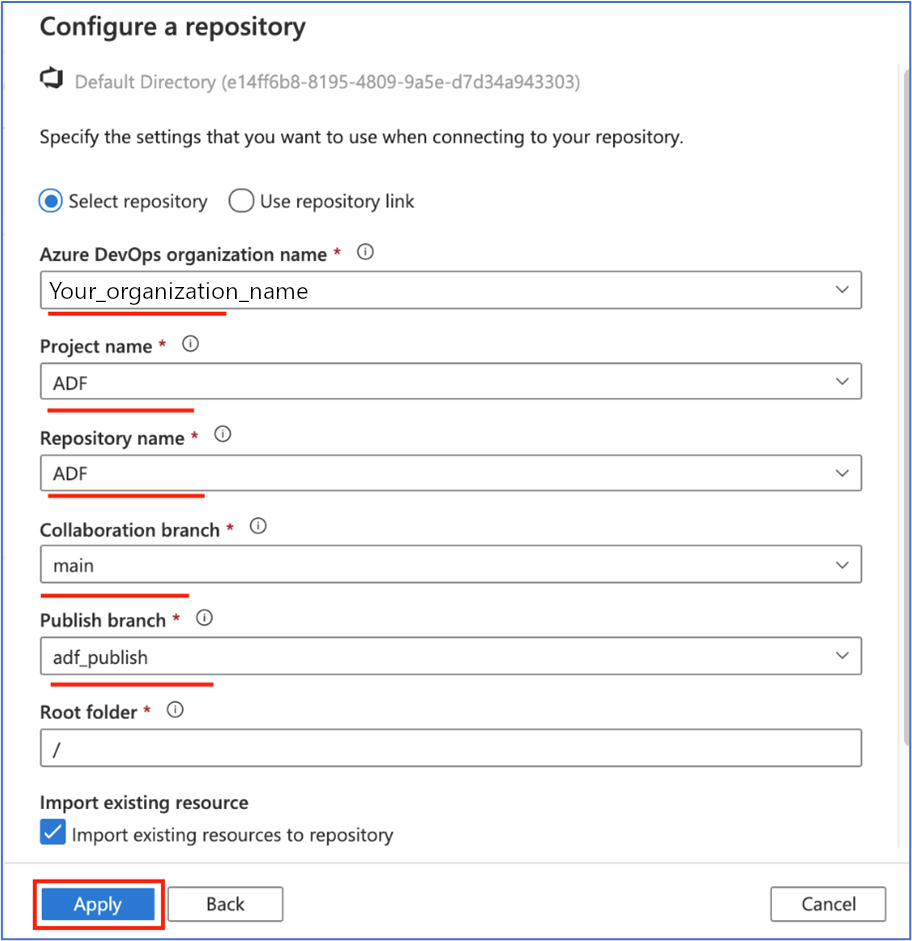 Configure a repository
Default Directory (e14ff6b8-8195-4809-9a5e-d7d34a943303)
Specify the settings that you want to use when connecting to your repository.
Select repository Use repository link
Azure DevOps organization name *
Your_organization_name
Project name *
ADF
Repository name *
ADF
Collaboration branch *
main
Publish branch *
adf_publish
Root folder *
/
Import existing resource
Import existing resources to repository
Apply Back Cancel